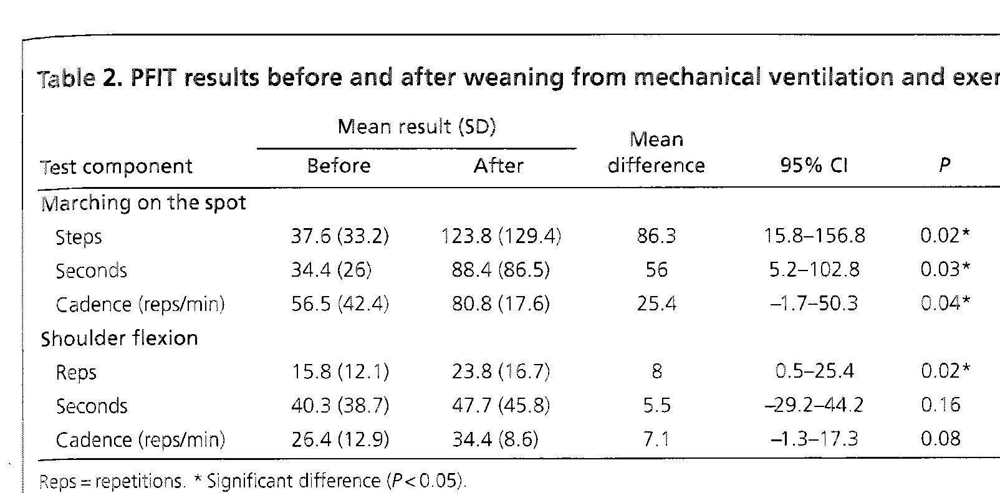 Table 2. PFIT results before and after weaning from mechanical ventilation and exer
Mean result (SD)
Mean
Test component Before After difference 95% CI P
Marching on the spot
Steps 37.6 (33.2) 123.8 (129.4) 86.3 15.8–156.8 0.02*
Seconds 34.4 (26) 88.4 (86.5) 56 5.2–102.8 0.03*
Cadence (reps/min) 56.5 (42.4) 80.8 (17.6) 25.4 –1.7–50.3 0.04*
Shoulder flexion
Reps 15.8 (12.1) 23.8 (16.7) 8 0.5–25.4 0.02*
Seconds 40.3 (38.7) 47.7 (45.8) 5.5 –29.2–44.2 0.16
Cadence (reps/min) 26.4 (12.9) 34.4 (8.6) 7.1 –1.3–17.3 0.08
Reps = repetitions. * Significant difference (P<0.05).